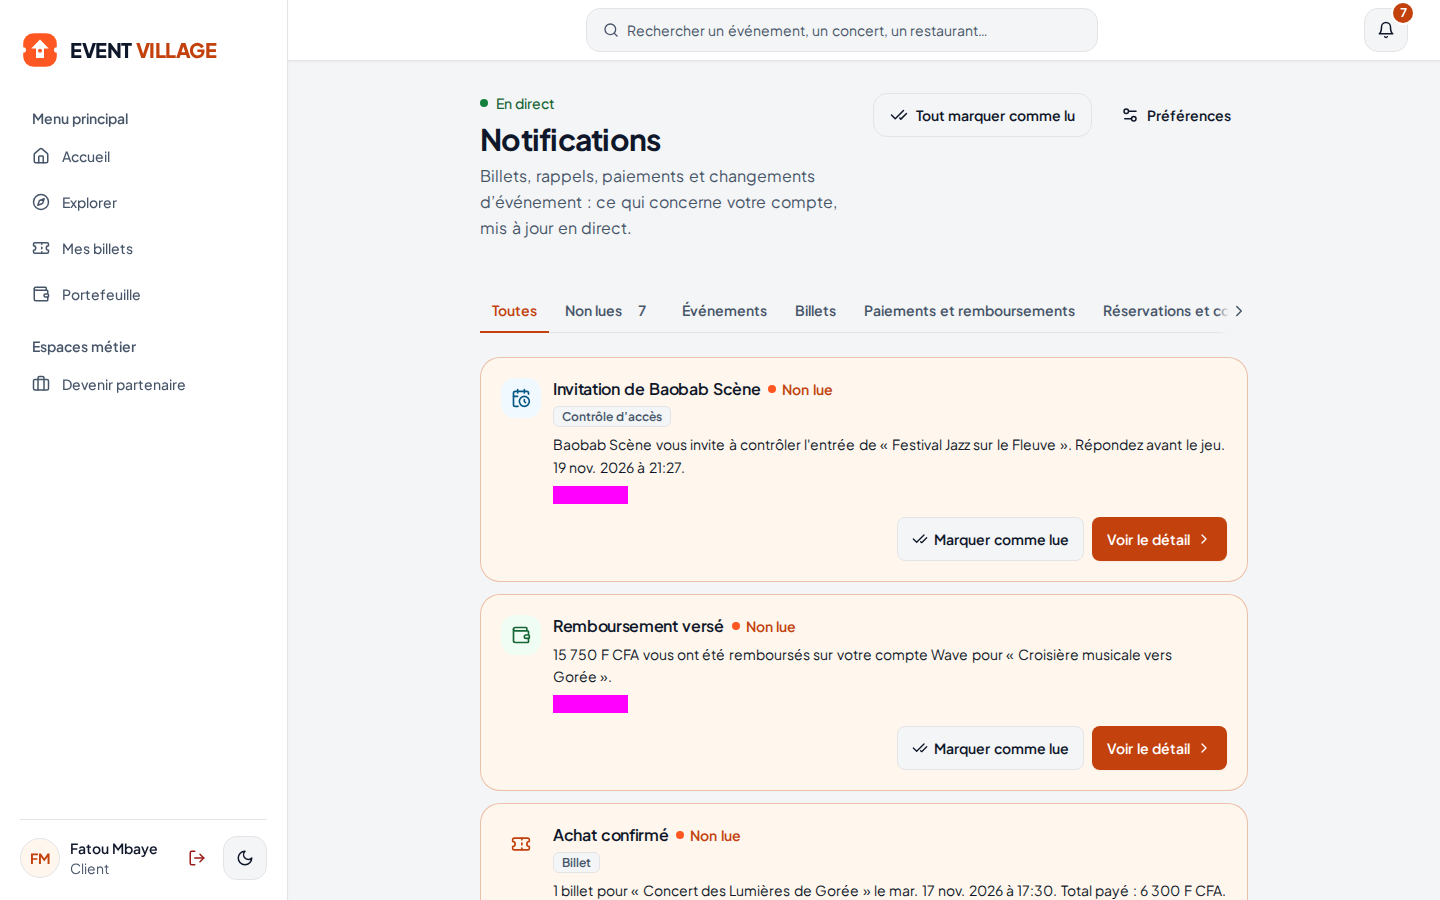 EVENT VILLAGE
Rechercher un événement, un concert, un restaurant...
7
Menu principal
Accueil
Explorer
Mes billets
Portefeuille
Espaces métier
Devenir partenaire
En direct
Notifications
Billets, rappels, paiements et changements
d'événement : ce qui concerne votre compte,
mis à jour en direct.
Tout marquer comme lu
Préférences
Toutes
Non lues 7
Événements
Billets
Paiements et remboursements
Réservations et
Invitation de Baobab Scène
Non lue
Contrôle d'accès
Baobab Scène vous invite à contrôler l'entrée de « Festival Jazz sur le Fleuve ». Répondez avant le jeu.
19 nov. 2026 à 21:27.
Marquer comme lue
Voir le détail
Remboursement versé
Non lue
15 750 F CFA vous ont été remboursés sur votre compte Wave pour « Croisière musicale vers
Gorée ».
Marquer comme lue
Voir le détail
Achat confirmé
Non lue
Billet
1 billet pour « Concert des Lumières de Gorée » le mar. 17 nov. 2026 à 17:30. Total payé : 6 300 F CFA.
FM
Fatou Mbaye
Client